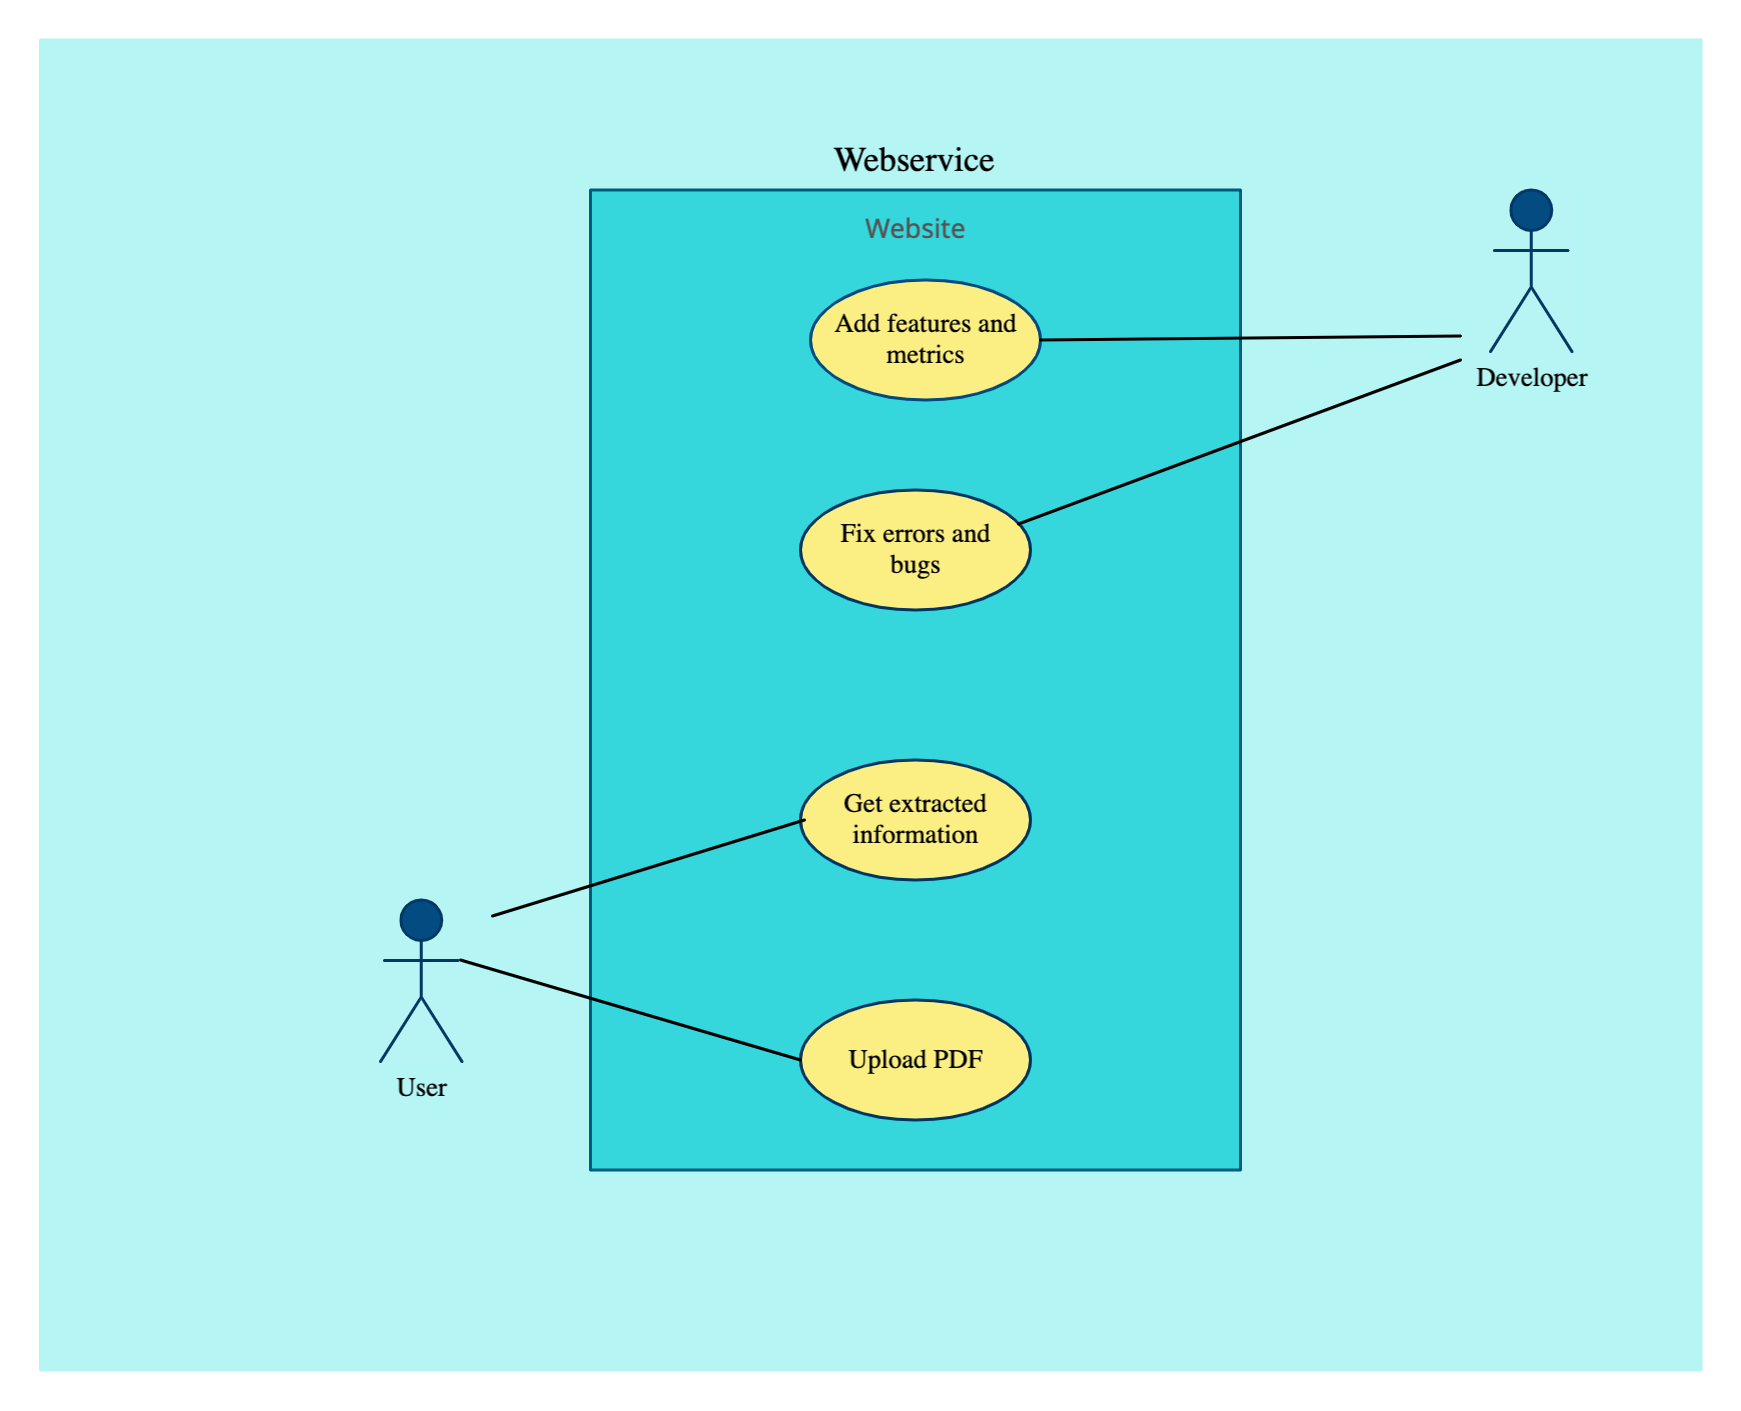 Webservice
Website
Add features and
metrics
Developer
Fix errors and
bugs
Get extracted
information
User
Upload PDF